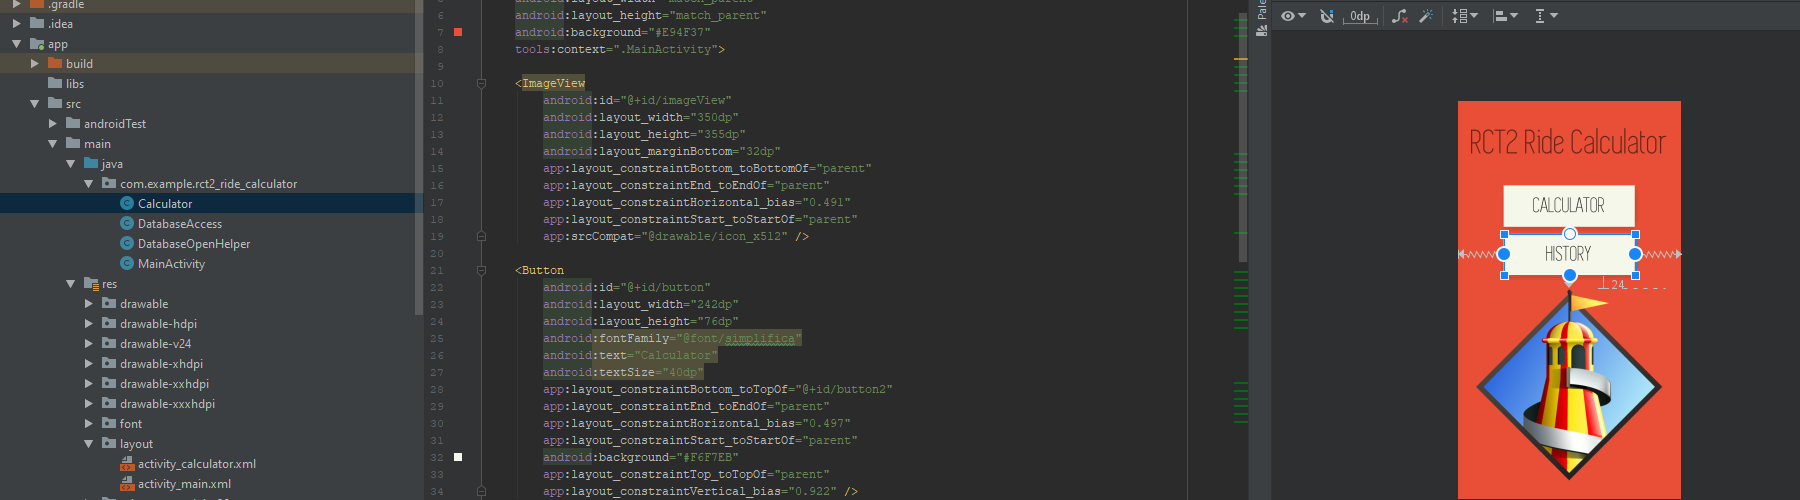 .gradle
.idea
app
build
libs
src
androidTest
main
java
com.example.rct2_ride_calculator
Calculator
DatabaseAccess
DatabaseOpenHelper
MainActivity
res
drawable
drawable-hdpi
drawable-v24
drawable-xhdpi
drawable-xxhdpi
drawable-xxxhdpi
font
layout
activity_calculator.xml
activity_main.xml
6 android:layout_height="match_parent"
7 android:background="#E94F37"
8 tools:context=".MainActivity">
9
10 <ImageView
11 android:id="@+id/imageView"
12 android:layout_width="350dp"
13 android:layout_height="355dp"
14 android:layout_marginBottom="32dp"
15 app:layout_constraintBottom_toBottomOf="parent"
16 app:layout_constraintEnd_toEndOf="parent"
17 app:layout_constraintHorizontal_bias="0.491"
18 app:layout_constraintStart_toStartOf="parent"
19 app:srcCompat="@drawable/icon_x512" />
20
21 <Button
22 android:id="@+id/button"
23 android:layout_width="242dp"
24 android:layout_height="76dp"
25 android:fontFamily="@font/simplifica"
26 android:text="Calculator"
27 android:textSize="40dp"
28 app:layout_constraintBottom_toTopOf="@+id/button2"
29 app:layout_constraintEnd_toEndOf="parent"
30 app:layout_constraintHorizontal_bias="0.497"
31 app:layout_constraintStart_toStartOf="parent"
32 android:background="#F6F7EB"
33 app:layout_constraintTop_toTopOf="parent"
34 app:layout_constraintVertical_bias="0.922" />
0dp
RCT2 Ride Calculator
CALCULATOR
HISTORY
24